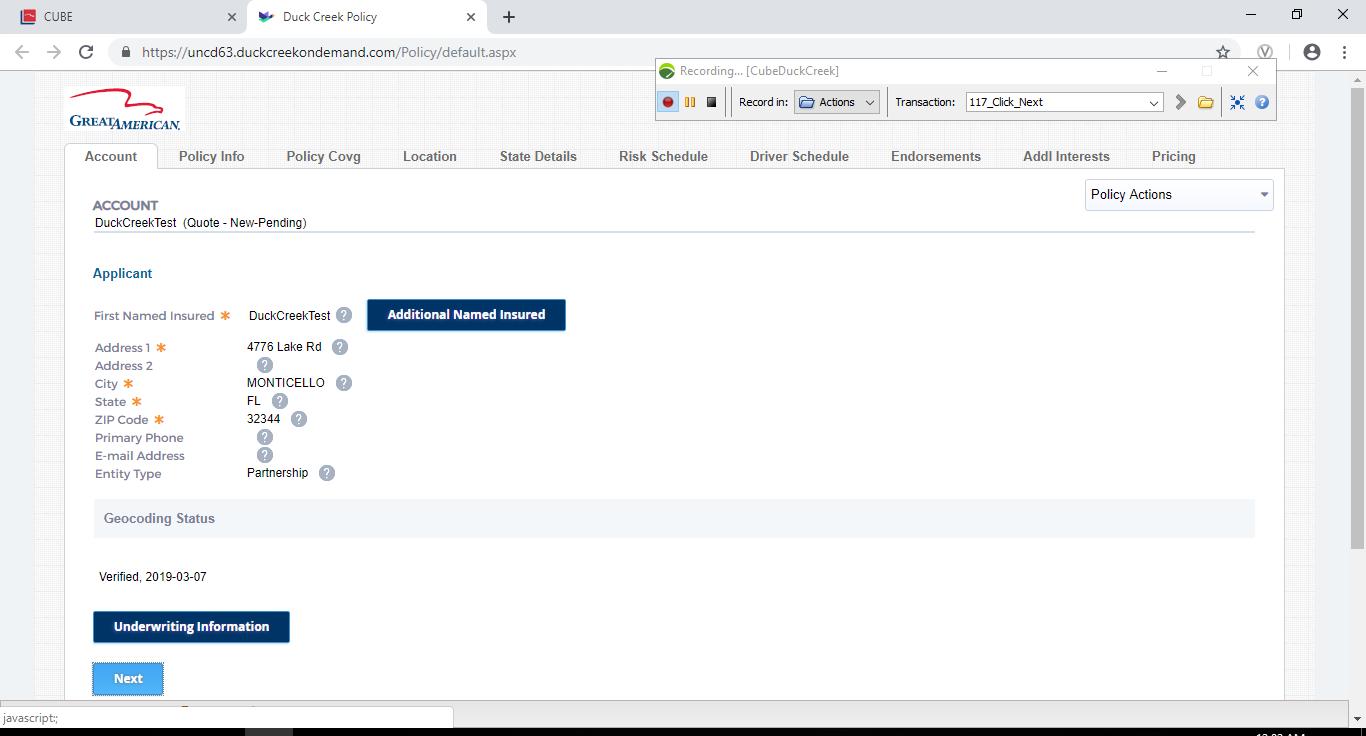 CUBE
Duck Creek Policy
https://uncd63.duckcreekondemand.com/Policy/default.aspx
Recording... [CubeDuckCreek]
Record in: Actions Transaction: 117_Click_Next
GREATAMERICAN.
Account Policy Info Policy Covg Location State Details Risk Schedule Driver Schedule Endorsements Addl Interests Pricing
Policy Actions
ACCOUNT
DuckCreekTest (Quote - New-Pending)
Applicant
First Named Insured * DuckCreekTest ? Additional Named Insured
Address 1 * 4776 Lake Rd ?
Address 2 ?
City * MONTICELLO ?
State * FL ?
ZIP Code * 32344 ?
Primary Phone ?
E-mail Address ?
Entity Type Partnership ?
Geocoding Status
Verified, 2019-03-07
Underwriting Information
Next
javascript:;